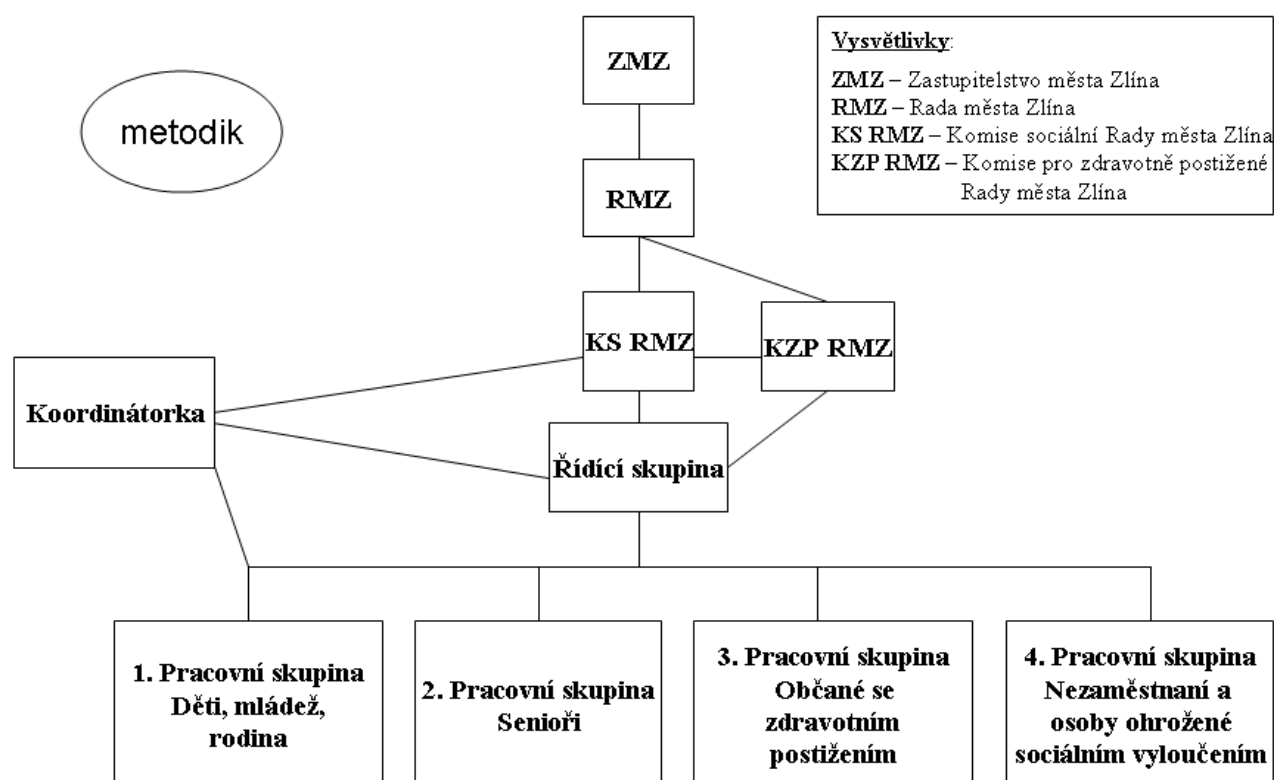 ZMZ
Vysvětlivky:
ZMZ – Zastupitelstvo města Zlína
RMZ – Rada města Zlína
KS RMZ – Komise sociální Rady města Zlína
KZP RMZ – Komise pro zdravotně postižené
Rady města Zlína
metodik
RMZ
KS RMZ
KZP RMZ
Koordinátorka
Řídící skupina
1. Pracovní skupina
Děti, mládež,
rodina
2. Pracovní skupina
Senioři
3. Pracovní skupina
Občané se
zdravotním
postižením
4. Pracovní skupina
Nezaměstnaní a
osoby ohrožené
sociálním vyloučením